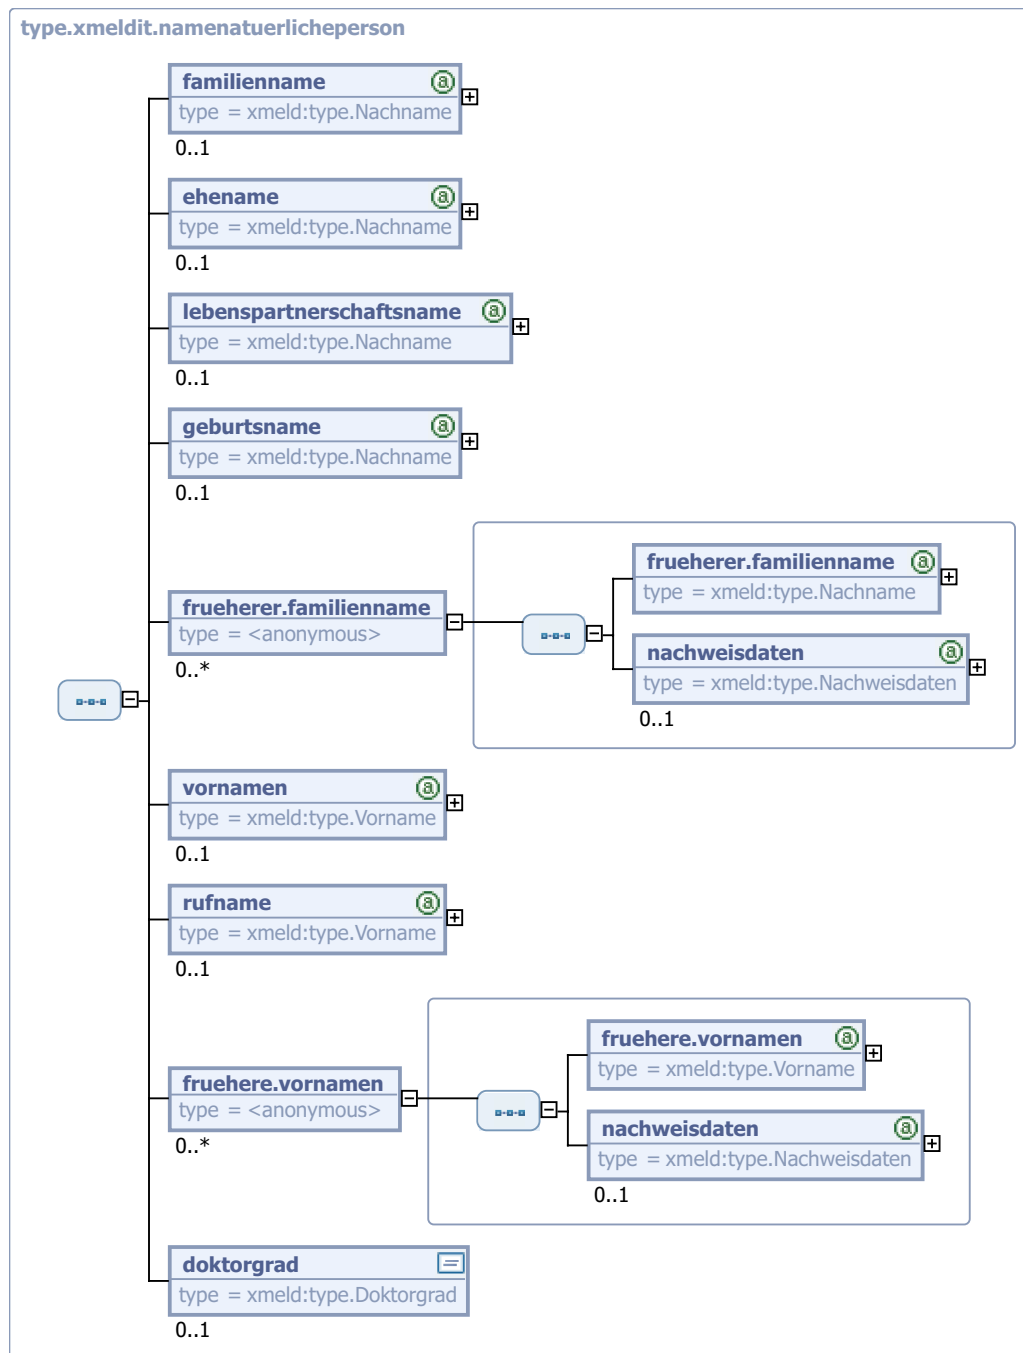 type.xmeldit.namenatuerlicheperson
familienname
type = xmeld:type.Nachname
0..1
ehename
type = xmeld:type.Nachname
0..1
lebenspartnerschaftsname
type = xmeld:type.Nachname
0..1
geburtsname
type = xmeld:type.Nachname
0..1
frueherer.familienname
type = <anonymous>
0..*
frueherer.familienname
type = xmeld:type.Nachname
nachweisdaten
type = xmeld:type.Nachweisdaten
0..1
vornamen
type = xmeld:type.Vorname
0..1
rufname
type = xmeld:type.Vorname
0..1
fruehere.vornamen
type = <anonymous>
0..*
fruehere.vornamen
type = xmeld:type.Vorname
nachweisdaten
type = xmeld:type.Nachweisdaten
0..1
doktorgrad
type = xmeld:type.Doktorgrad
0..1